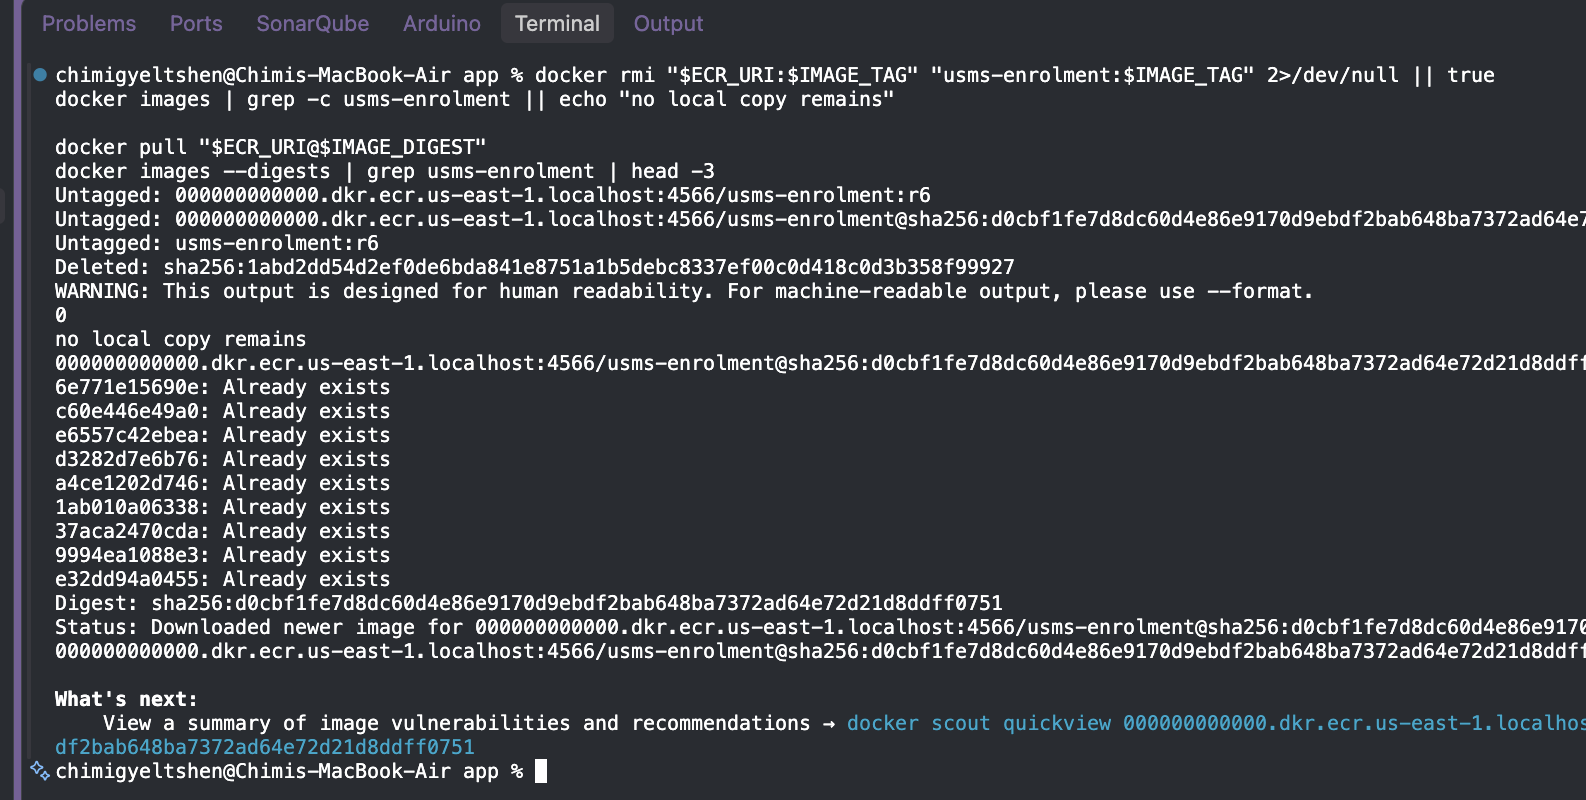 Problems Ports SonarQube Arduino Terminal Output
chimigyeltshen@Chimis-MacBook-Air app % docker rmi "$ECR_URI:$IMAGE_TAG" "usms-enrolment:$IMAGE_TAG" 2>/dev/null || true
docker images | grep -c usms-enrolment || echo "no local copy remains"
docker pull "$ECR_URI@$IMAGE_DIGEST"
docker images --digests | grep usms-enrolment | head -3
Untagged: 000000000000.dkr.ecr.us-east-1.localhost:4566/usms-enrolment:r6
Untagged: 000000000000.dkr.ecr.us-east-1.localhost:4566/usms-enrolment@sha256:d0cbf1fe7d8dc60d4e86e9170d9ebdf2bab648ba7372ad64e7
Untagged: usms-enrolment:r6
Deleted: sha256:1abd2dd54d2ef0de6bda841e8751a1b5debc8337ef00c0d418c0d3b358f99927
WARNING: This output is designed for human readability. For machine-readable output, please use --format.
0
no local copy remains
000000000000.dkr.ecr.us-east-1.localhost:4566/usms-enrolment@sha256:d0cbf1fe7d8dc60d4e86e9170d9ebdf2bab648ba7372ad64e72d21d8ddff
6e771e15690e: Already exists
c60e446e49a0: Already exists
e6557c42ebea: Already exists
d3282d7e6b76: Already exists
a4ce1202d746: Already exists
1ab010a06338: Already exists
37aca2470cda: Already exists
9994ea1088e3: Already exists
e32dd94a0455: Already exists
Digest: sha256:d0cbf1fe7d8dc60d4e86e9170d9ebdf2bab648ba7372ad64e72d21d8ddff0751
Status: Downloaded newer image for 000000000000.dkr.ecr.us-east-1.localhost:4566/usms-enrolment@sha256:d0cbf1fe7d8dc60d4e86e9170
000000000000.dkr.ecr.us-east-1.localhost:4566/usms-enrolment@sha256:d0cbf1fe7d8dc60d4e86e9170d9ebdf2bab648ba7372ad64e72d21d8ddff
What's next:
View a summary of image vulnerabilities and recommendations → docker scout quickview 000000000000.dkr.ecr.us-east-1.localhos
df2bab648ba7372ad64e72d21d8ddff0751
chimigyeltshen@Chimis-MacBook-Air app %